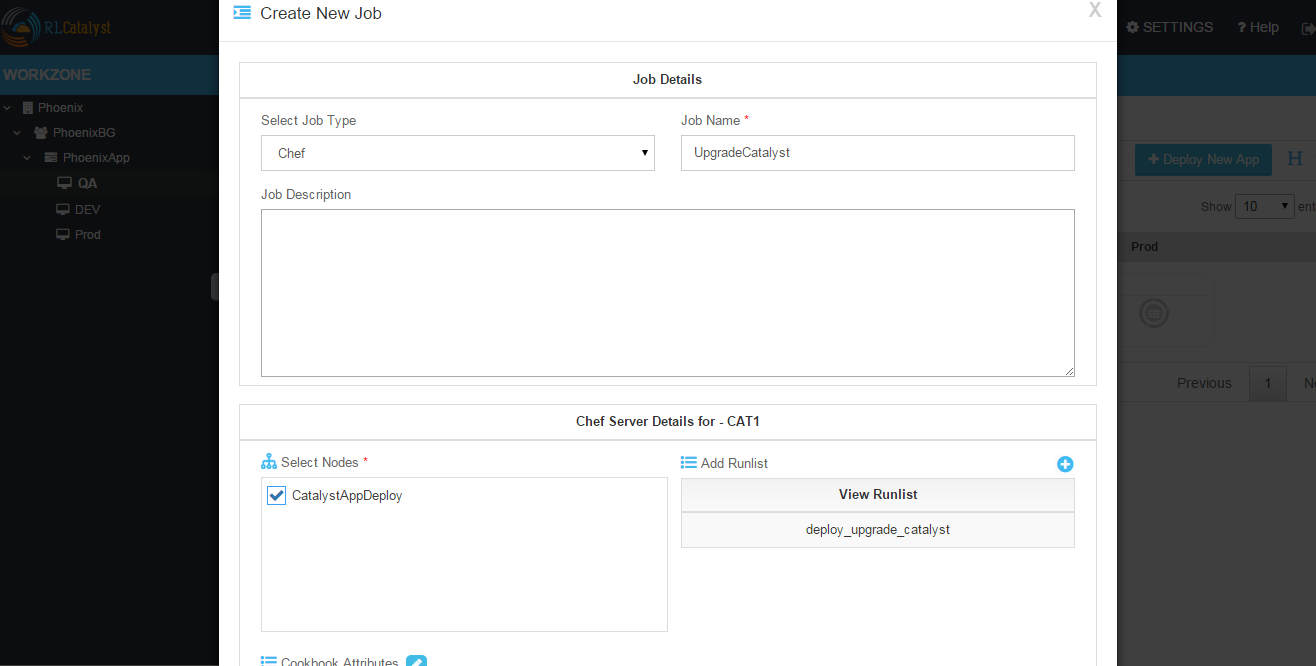 RLCatalyst
Create New Job
X
SETTINGS
? Help
WORKZONE
Phoenix
PhoenixBG
PhoenixApp
QA
DEV
Prod
Job Details
Select Job Type
Job Name *
Chef
UpgradeCatalyst
Job Description
Deploy New App
H
Show 10 ent
Prod
Previous 1 Ne
Chef Server Details for - CAT1
Select Nodes *
Add Runlist
CatalystAppDeploy
View Runlist
deploy_upgrade_catalyst
Cookbook Attributes